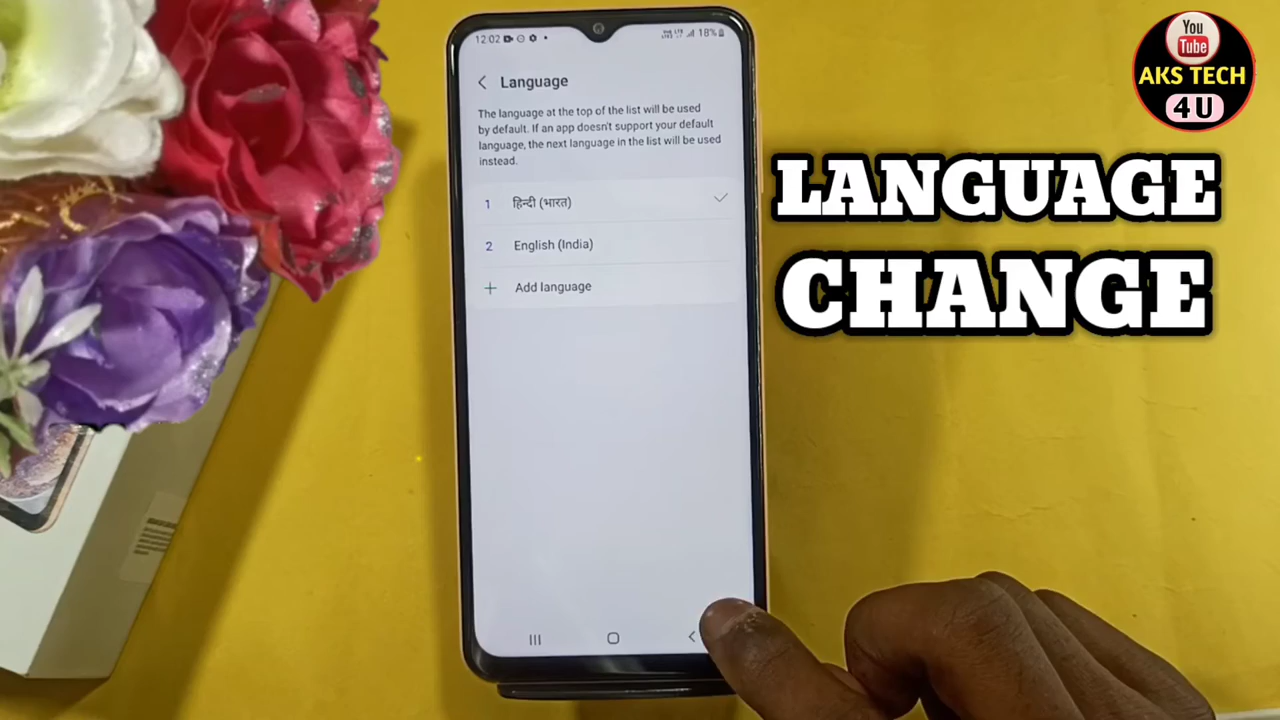 12.02
18%
Language
The language at the top of the list will be used
by default. If an app doesn't support your default
language, the next language in the list will be used
instead.
1 हिन्दी (भारत)
2 English (India)
+ Add language
You
Tube
AKS TECH
4 U
LANGUAGE
CHANGE